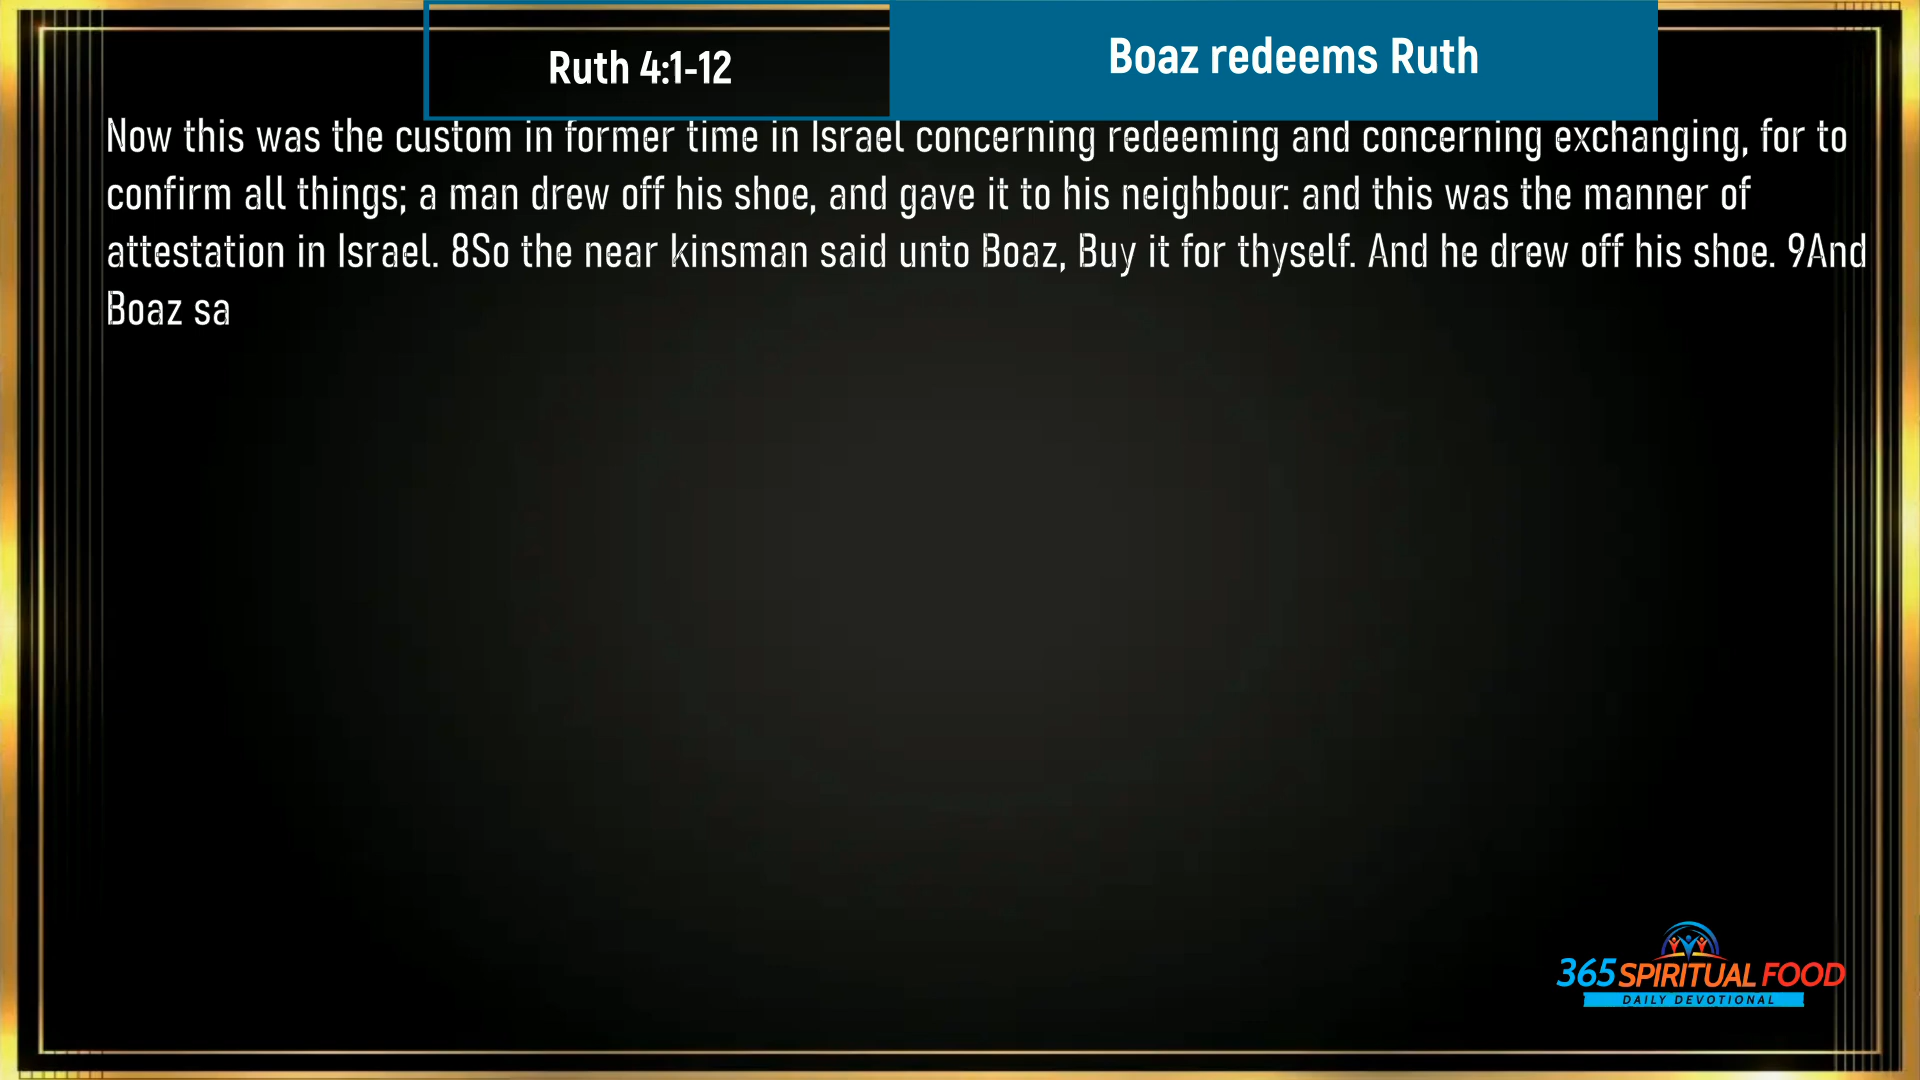 Ruth 4:1-12
Boaz redeems Ruth
Now this was the custom in former time in Israel concerning redeeming and concerning exchanging, for to
confirm all things; a man drew off his shoe, and gave it to his neighbour: and this was the manner of
attestation in Israel. 8So the near kinsman said unto Boaz, Buy it for thyself. And he drew off his shoe. 9And
Boaz sa
365 SPIRITUAL FOOD
DAILY DEVOTIONAL